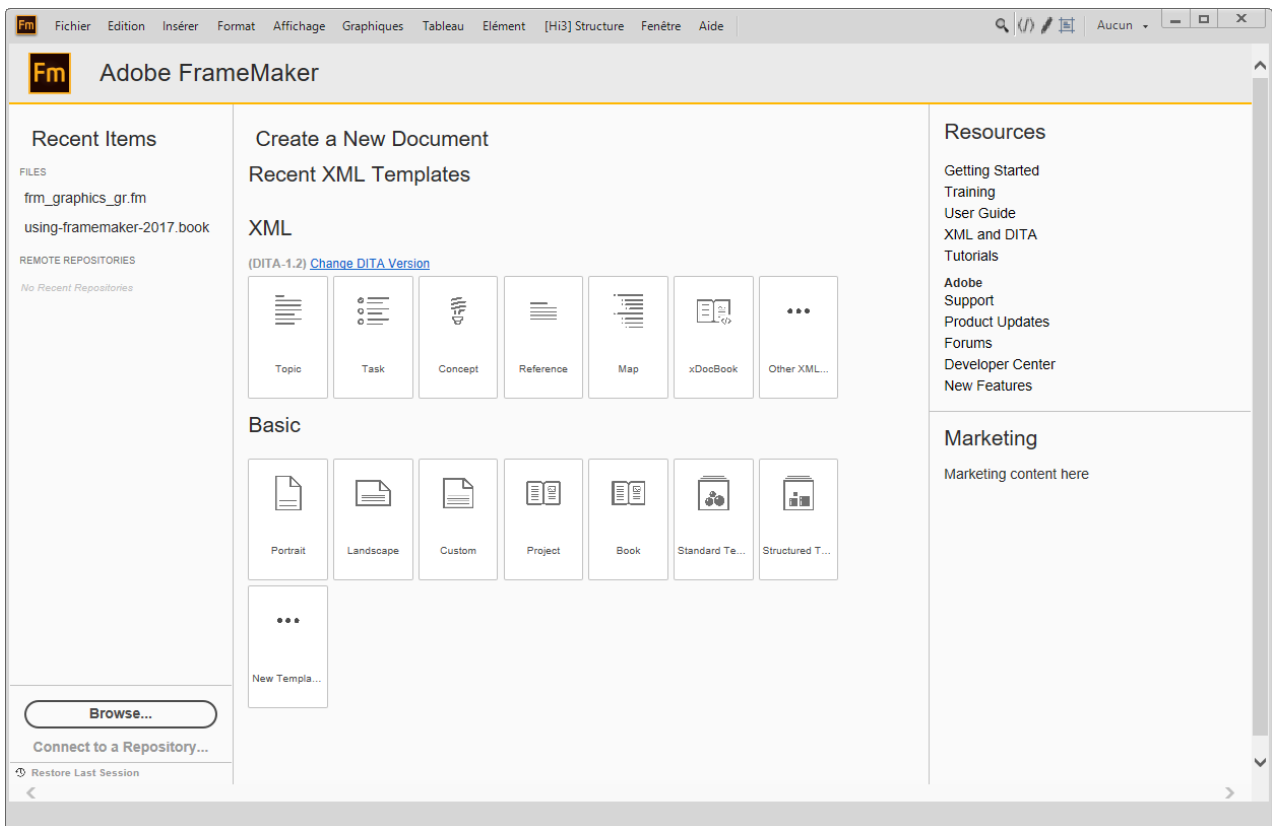 Fm Fichier Edition Insérer Format Affichage Graphiques Tableau Elément [Hi3] Structure Fenêtre Aide Aucun
Fm Adobe FrameMaker
Recent Items
FILES
frm_graphics_gr.fm
using-framemaker-2017.book
REMOTE REPOSITORIES
No Recent Repositories
Browse...
Connect to a Repository...
Restore Last Session
Create a New Document
Recent XML Templates
XML
(DITA-1.2) Change DITA Version
Topic Task Concept Reference Map xDocBook Other XML...
Basic
Portrait Landscape Custom Project Book Standard Te... Structured T...
New Templa...
Resources
Getting Started
Training
User Guide
XML and DITA
Tutorials
Adobe
Support
Product Updates
Forums
Developer Center
New Features
Marketing
Marketing content here